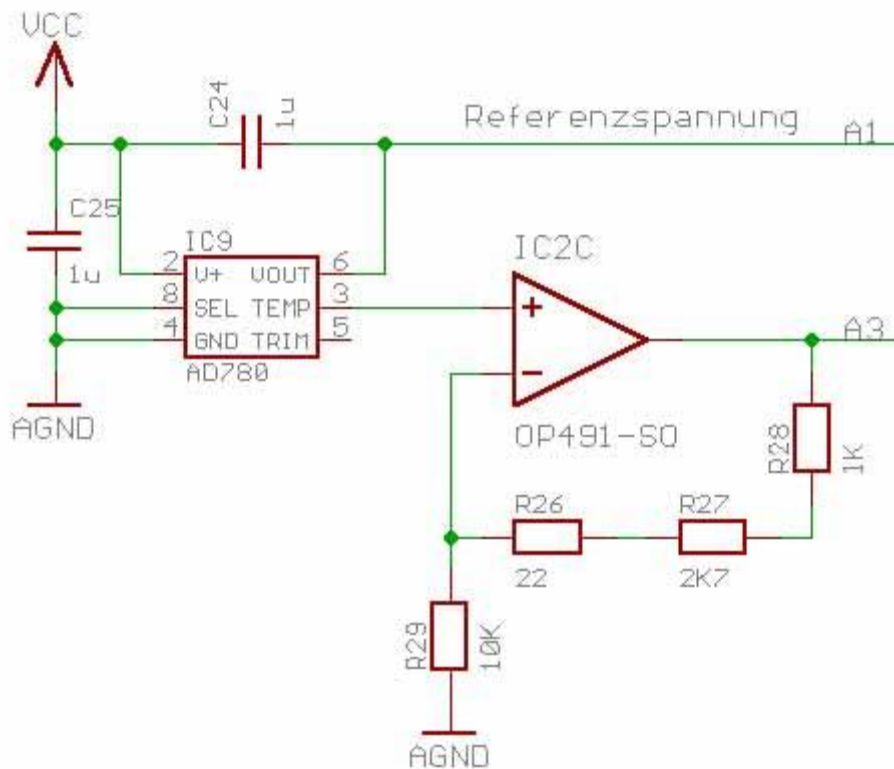 VCC
C24
1u
Referenzspannung
A1
C25
1u
IC9
2 V+ VOUT 6
8 SEL TEMP 3
4 GND TRIM 5
AD780
AGND
IC2C
+
-
A3
OP491-SO
R28
1K
R26
22
R27
2K7
R29
10K
AGND